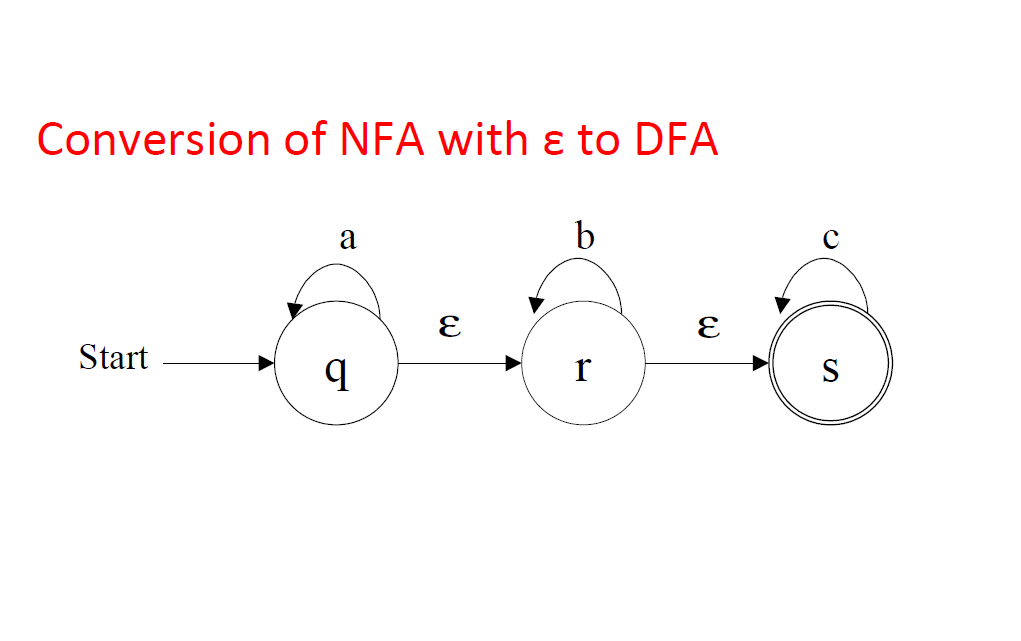 Conversion of NFA with ε to DFA
a b c
ε ε
Start q r s